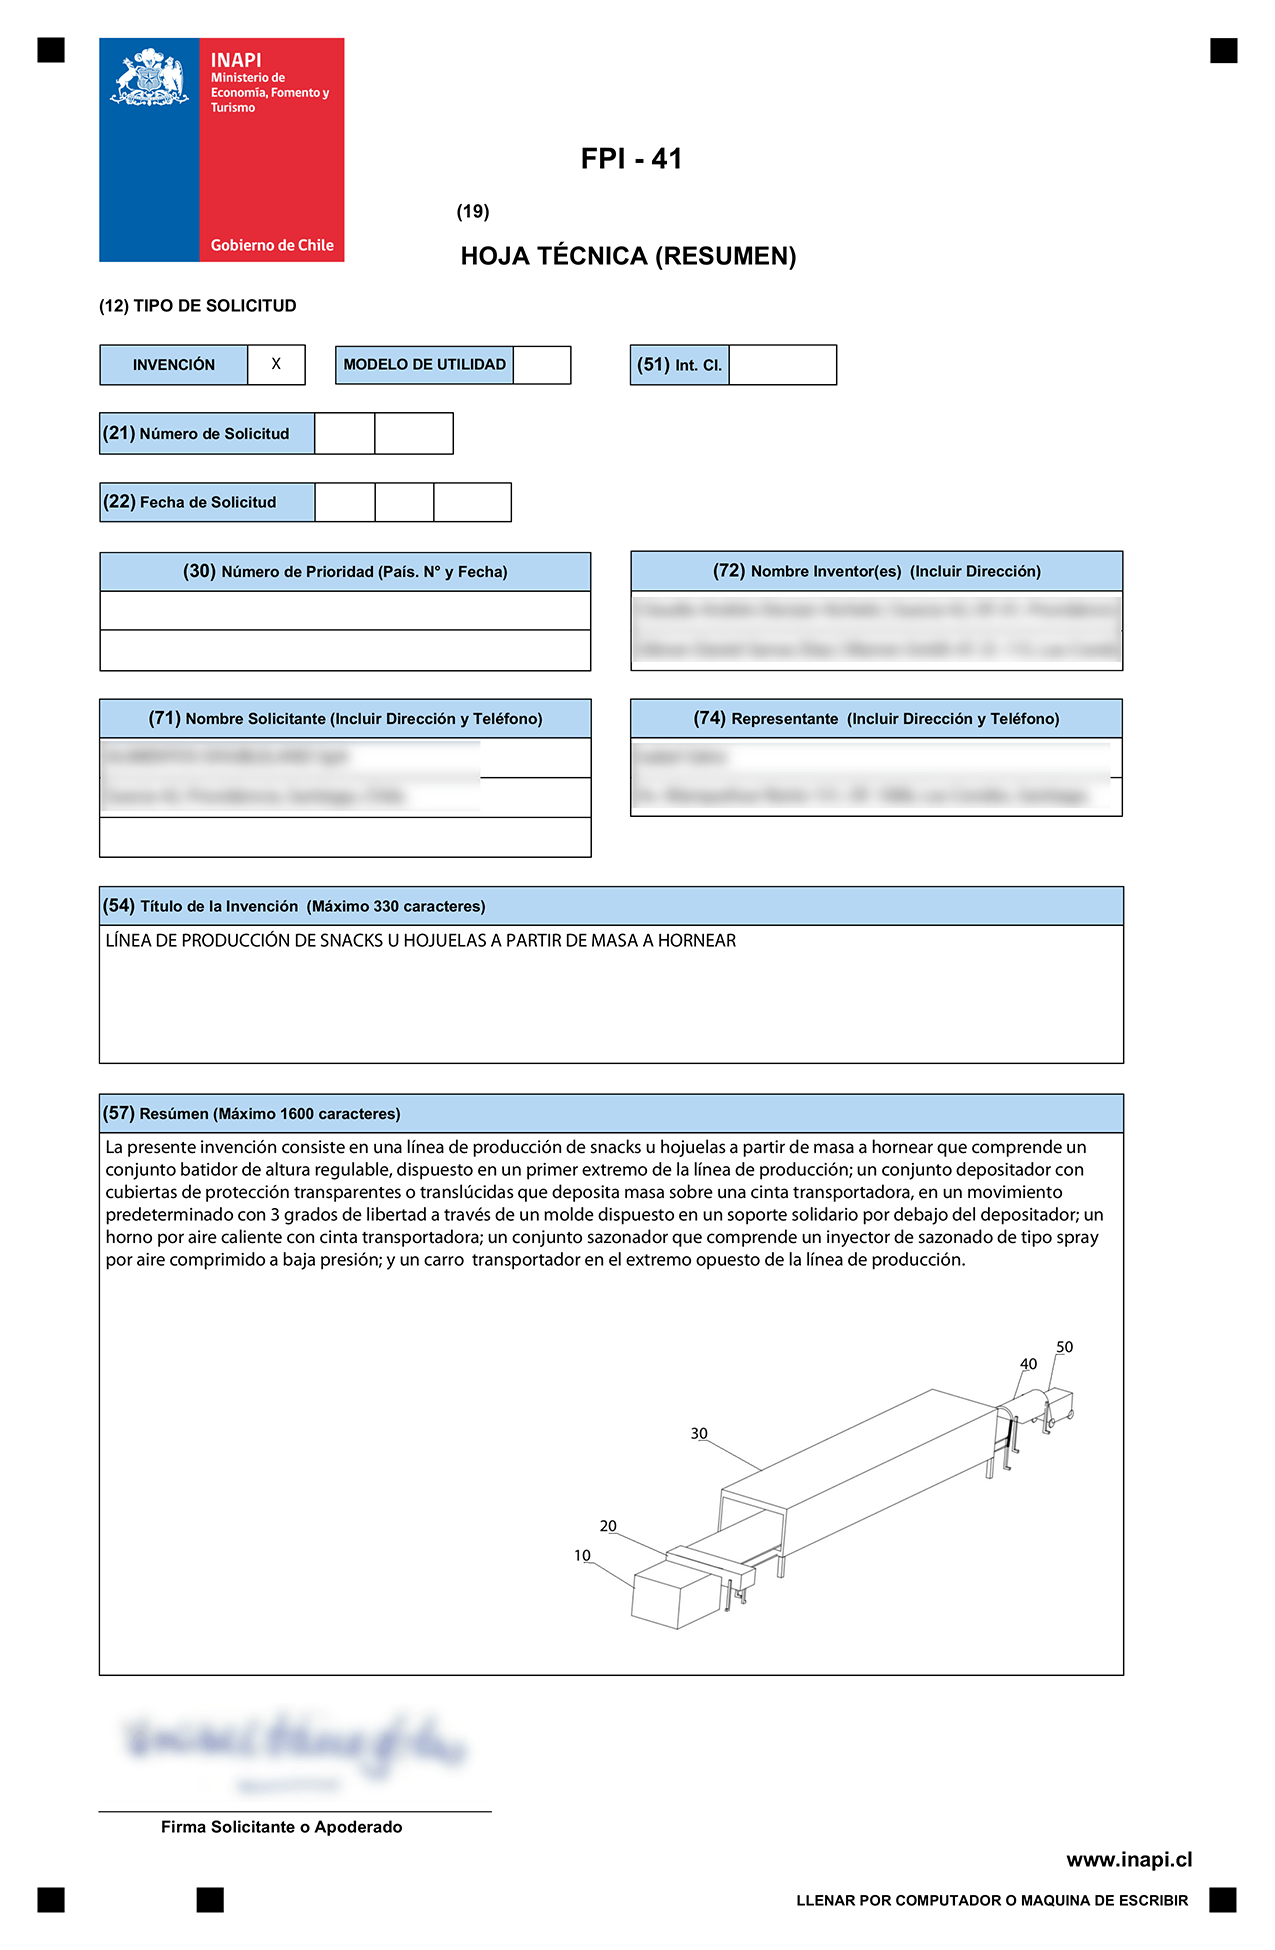 INAPI
Ministerio de
Economía, Fomento y
Turismo
Gobierno de Chile
FPI - 41
(19)
HOJA TÉCNICA (RESUMEN)
(12) TIPO DE SOLICITUD
INVENCIÓN X MODELO DE UTILIDAD (51) Int. Cl.
(21) Número de Solicitud
(22) Fecha de Solicitud
(30) Número de Prioridad (País. N° y Fecha)
(72) Nombre Inventor(es) (Incluir Dirección)
(71) Nombre Solicitante (Incluir Dirección y Teléfono)
(74) Representante (Incluir Dirección y Teléfono)
(54) Título de la Invención (Máximo 330 caracteres)
LÍNEA DE PRODUCCIÓN DE SNACKS U HOJUELAS A PARTIR DE MASA A HORNEAR
(57) Resúmen (Máximo 1600 caracteres)
La presente invención consiste en una línea de producción de snacks u hojuelas a partir de masa a hornear que comprende un
conjunto batidor de altura regulable, dispuesto en un primer extremo de la línea de producción; un conjunto depositador con
cubiertas de protección transparentes o translúcidas que deposita masa sobre una cinta transportadora, en un movimiento
predeterminado con 3 grados de libertad a través de un molde dispuesto en un soporte solidario por debajo del depositador; un
horno por aire caliente con cinta transportadora; un conjunto sazonador que comprende un inyector de sazonado de tipo spray
por aire comprimido a baja presión; y un carro transportador en el extremo opuesto de la línea de producción.
50
40
30
20
10
Firma Solicitante o Apoderado
www.inapi.cl
LLENAR POR COMPUTADOR O MAQUINA DE ESCRIBIR